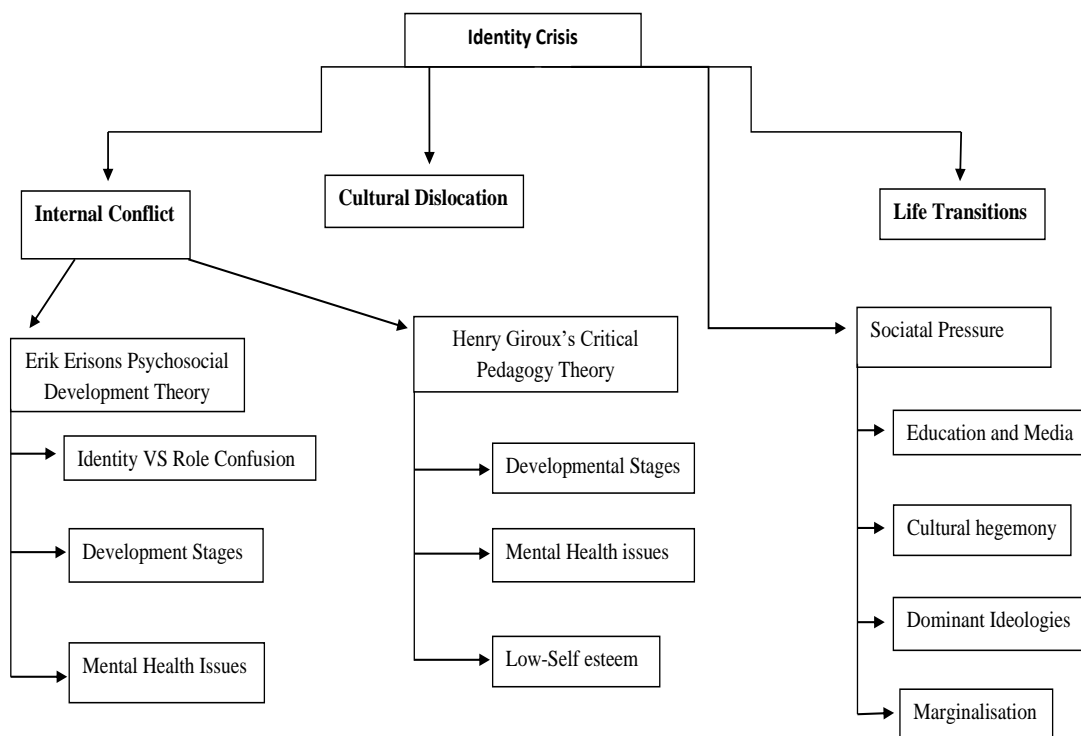 Identity Crisis
Internal Conflict
Cultural Dislocation
Life Transitions
Erik Erisons Psychosocial
Development Theory
Identity VS Role Confusion
Development Stages
Mental Health Issues
Henry Giroux’s Critical
Pedagogy Theory
Developmental Stages
Mental Health issues
Low-Self esteem
Sociatal Pressure
Education and Media
Cultural hegemony
Dominant Ideologies
Marginalisation